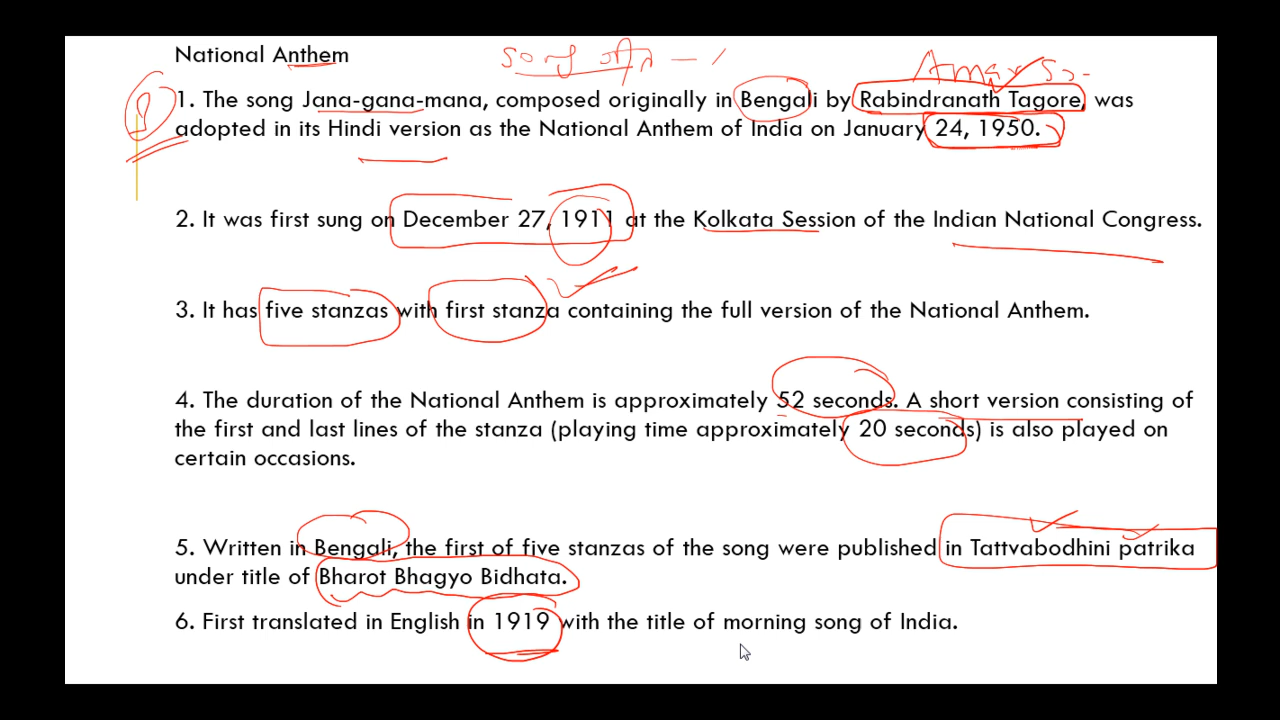 National Anthem
song of
Amar so
1. The song Jana-gana-mana, composed originally in Bengali by Rabindranath Tagore, was
adopted in its Hindi version as the National Anthem of India on January 24, 1950.
2. It was first sung on December 27, 1911 at the Kolkata Session of the Indian National Congress.
3. It has five stanzas with first stanza containing the full version of the National Anthem.
4. The duration of the National Anthem is approximately 52 seconds. A short version consisting of
the first and last lines of the stanza (playing time approximately 20 seconds) is also played on
certain occasions.
5. Written in Bengali, the first of five stanzas of the song were published in Tattvabodhini patrika
under title of Bharot Bhagyo Bidhata.
6. First translated in English in 1919 with the title of morning song of India.